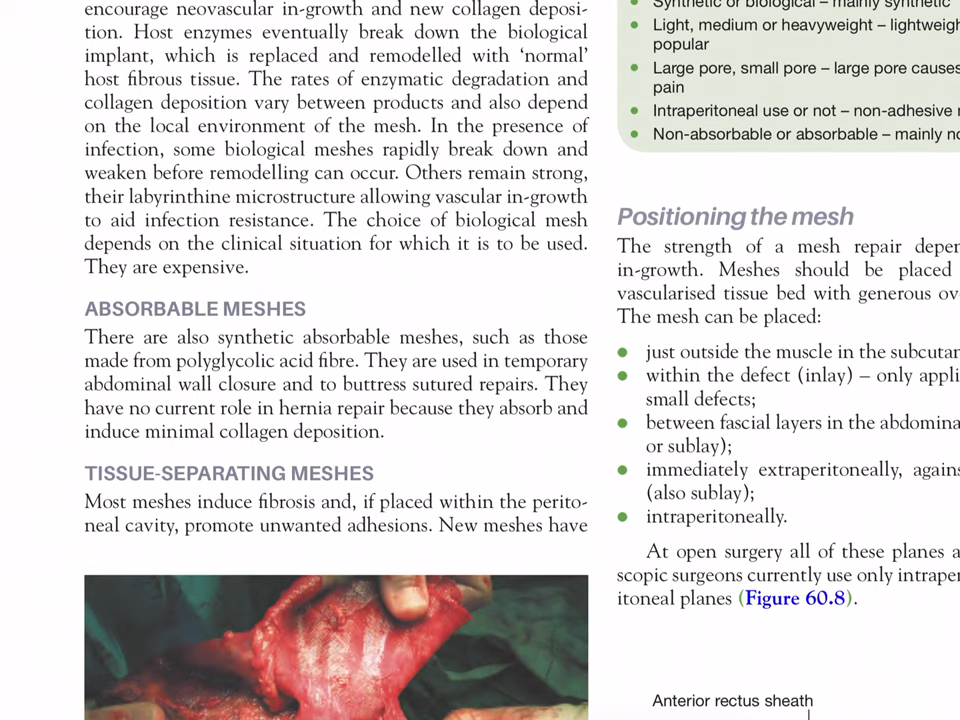 encourage neovascular in-growth and new collagen deposi-
tion. Host enzymes eventually break down the biological
implant, which is replaced and remodelled with ‘normal’
host fibrous tissue. The rates of enzymatic degradation and
collagen deposition vary between products and also depend
on the local environment of the mesh. In the presence of
infection, some biological meshes rapidly break down and
weaken before remodelling can occur. Others remain strong,
their labyrinthine microstructure allowing vascular in-growth
to aid infection resistance. The choice of biological mesh
depends on the clinical situation for which it is to be used.
They are expensive.
ABSORBABLE MESHES
There are also synthetic absorbable meshes, such as those
made from polyglycolic acid fibre. They are used in temporary
abdominal wall closure and to buttress sutured repairs. They
have no current role in hernia repair because they absorb and
induce minimal collagen deposition.
TISSUE-SEPARATING MESHES
Most meshes induce fibrosis and, if placed within the perito-
neal cavity, promote unwanted adhesions. New meshes have
Synthetic or biological – mainly synthetic
Light, medium or heavyweight –
popular
Large pore, small pore – large pore causes
pain
Intraperitoneal use or not – non-adhesive
Non-absorbable or absorbable – mainly
Positioning the mesh
The strength of a mesh repair
in-growth. Meshes should be placed
vascularised tissue bed with generous
The mesh can be placed:
just outside the muscle in the
within the defect (inlay) – only
small defects;
between fascial layers in the
or sublay);
immediately extraperitoneally,
(also sublay);
intraperitoneally.
At open surgery all of these planes
scopic surgeons currently use only
itoneal planes (Figure 60.8).
Anterior rectus sheath